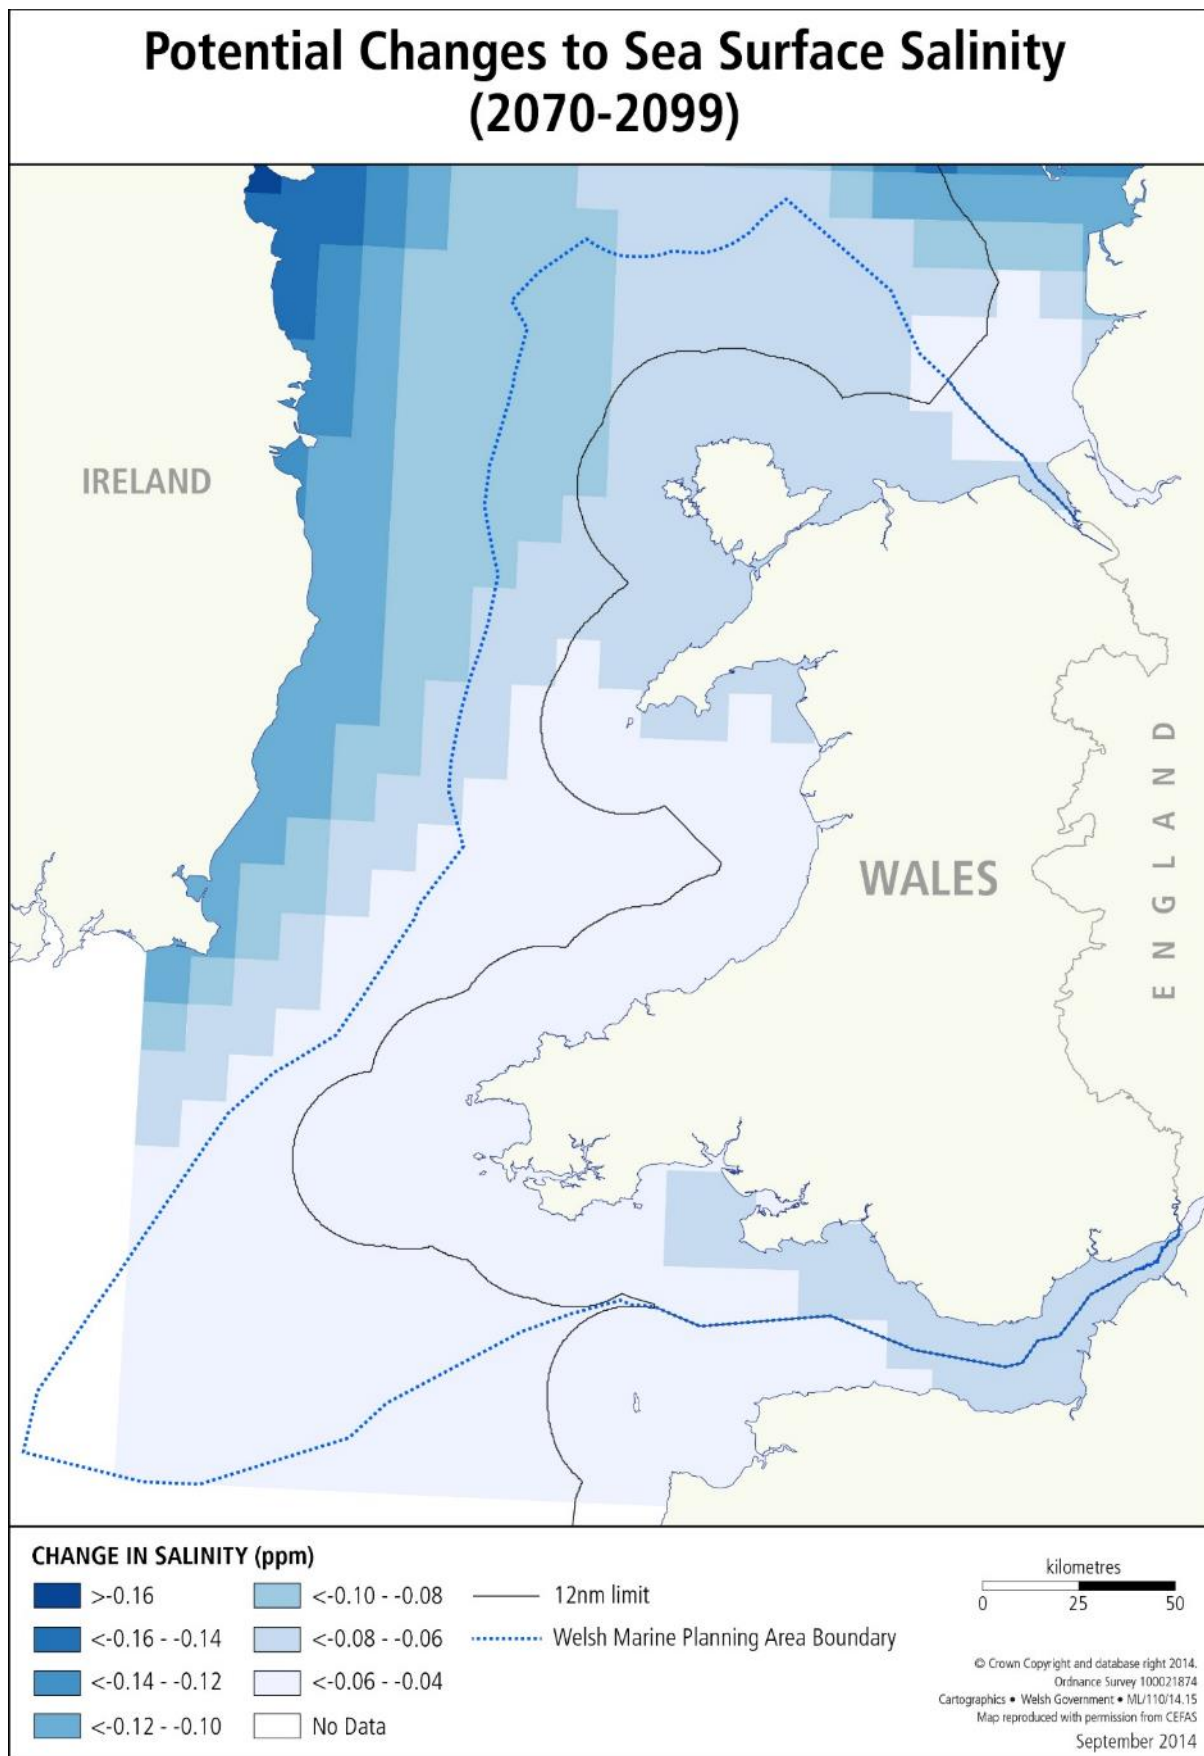 Potential Changes to Sea Surface Salinity
(2070-2099)
IRELAND
WALES
ENGLAND
CHANGE IN SALINITY (ppm)
>-0.16
<-0.16 - -0.14
<-0.14 - -0.12
<-0.12 - -0.10
<-0.10 - -0.08
<-0.08 - -0.06
<-0.06 - -0.04
No Data
12nm limit
Welsh Marine Planning Area Boundary
kilometres
0 25 50
© Crown Copyright and database right 2014.
Ordnance Survey 100021874
Cartographics • Welsh Government • ML/110/14.15
Map reproduced with permission from CEFAS
September 2014